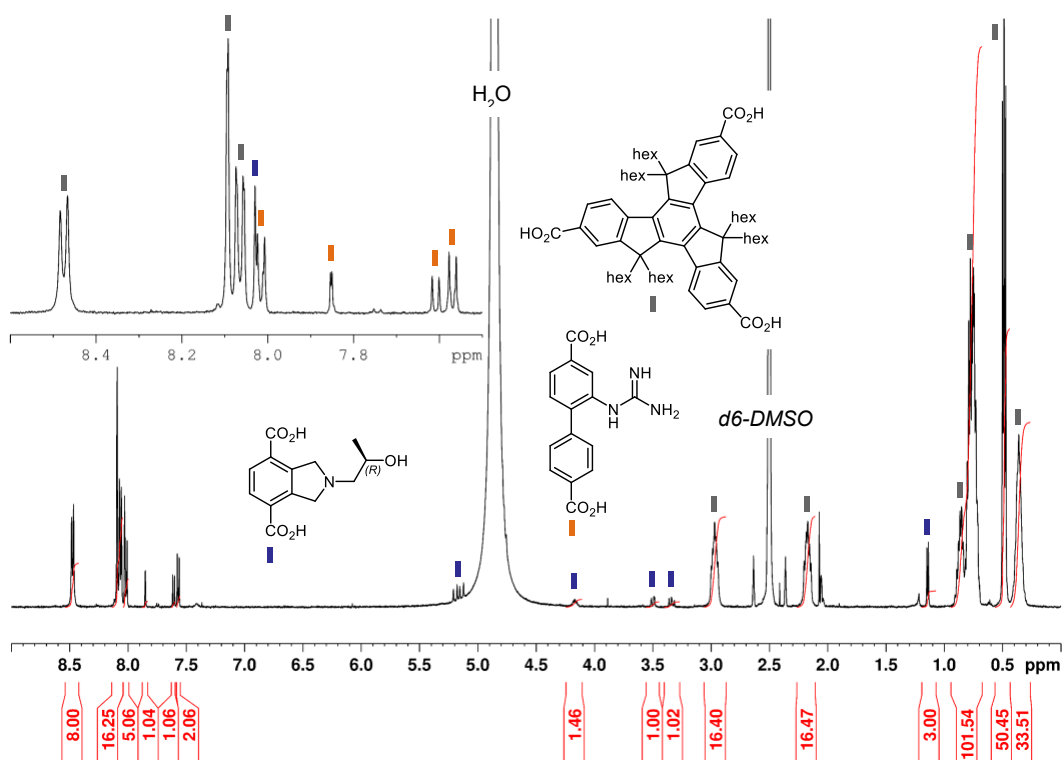 H2O
CO2H
hex
hex
hex
HO2C
hex
hex
hex
CO2H
8.4
8.2
8.0
7.8
ppm
CO2H
NH
N
H
NH2
d6-DMSO
CO2H
N
(R)
OH
CO2H
CO2H
8.5
8.0
7.5
7.0
6.5
6.0
5.5
5.0
4.5
4.0
3.5
3.0
2.5
2.0
1.5
1.0
0.5
ppm
8.00
16.25
5.06
1.04
1.06
2.06
1.46
1.00
1.02
16.40
16.47
3.00
101.54
50.45
33.51